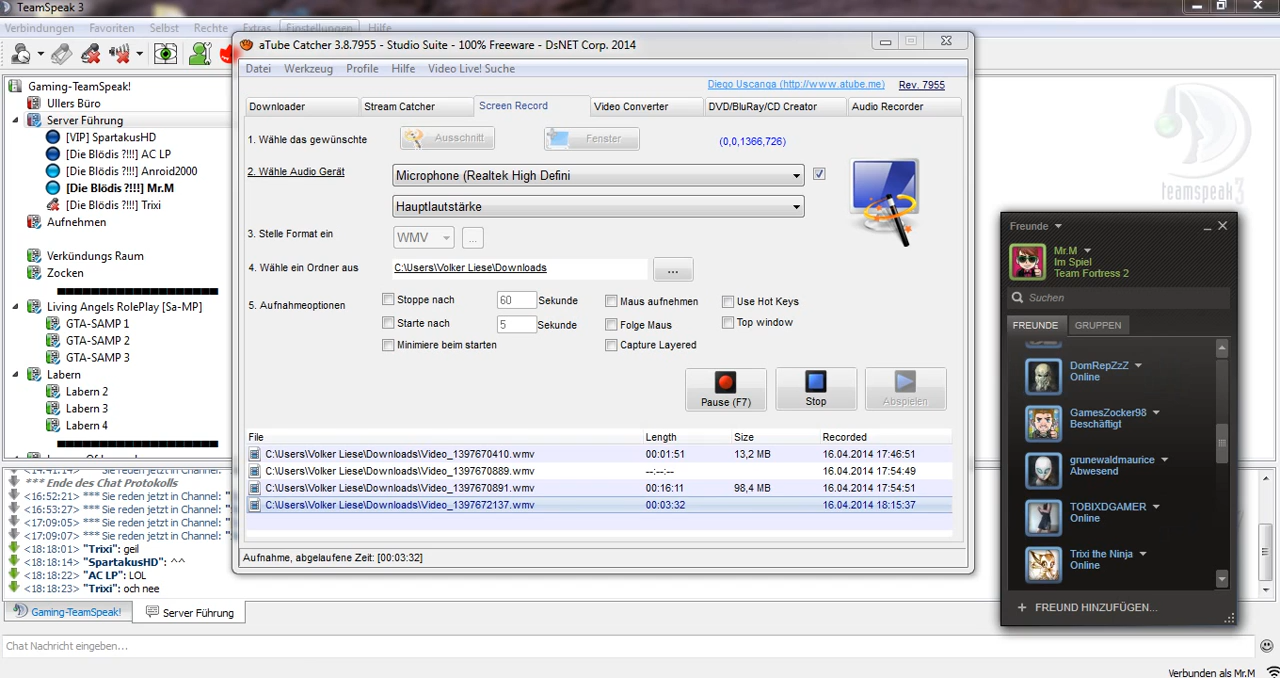 TeamSpeak 3
Verbindungen Favoriten Selbst Rechte Extras Einstellungen Hilfe
Gaming-TeamSpeak!
Ullers Büro
Server Führung
[VIP] SpartakusHD
[Die Blödis ?!!!] AC LP
[Die Blödis ?!!!] Anroid2000
[Die Blödis ?!!!] Mr.M
[Die Blödis ?!!!] Trixi
Aufnehmen
Verkündungs Raum
Zocken
Living Angels RolePlay [Sa-MP]
GTA-SAMP 1
GTA-SAMP 2
GTA-SAMP 3
Labern
Labern 2
Labern 3
Labern 4
aTube Catcher 3.8.7955 - Studio Suite - 100% Freeware - DsNET Corp. 2014
Datei Werkzeug Profile Hilfe Video Live! Suche
Diego Uscanga (http://www.atube.me) Rev. 7955
Downloader Stream Catcher Screen Record Video Converter DVD/BluRay/CD Creator Audio Recorder
1. Wähle das gewünschte Ausschnitt Fenster (0,0,1366,726)
2. Wähle Audio Gerät Microphone (Realtek High Defini
Hauptlautstärke
3. Stelle Format ein WMV ...
4. Wähle ein Ordner aus C:\Users\Volker Liese\Downloads ...
5. Aufnahmeoptionen Stoppe nach 60 Sekunde Maus aufnehmen Use Hot Keys
Starte nach 5 Sekunde Folge Maus Top window
Minimiere beim starten Capture Layered
Pause (F7) Stop Abspielen
File Length Size Recorded
C:\Users\Volker Liese\Downloads\Video_1397670410.wmv 00:01:51 13,2 MB 16.04.2014 17:46:51
C:\Users\Volker Liese\Downloads\Video_1397670889.wmv --:--:-- 16.04.2014 17:54:49
C:\Users\Volker Liese\Downloads\Video_1397670891.wmv 00:16:11 98,4 MB 16.04.2014 17:54:51
C:\Users\Volker Liese\Downloads\Video_1397672137.wmv 00:03:32 16.04.2014 18:15:37
Aufnahme, abgelaufene Zeit: [00:03:32]
teamspeak 3
Freunde
Mr.M
Im Spiel
Team Fortress 2
Suchen
FREUNDE GRUPPEN
DomRepZzZ
Online
GamesZocker98
Beschäftigt
grunewaldmaurice
Abwesend
TOBIXDGAMER
Online
Trixi the Ninja
Online
+ FREUND HINZUFÜGEN...
*** Ende des Chat Protokolls
<16:52:21> *** Sie reden jetzt in Channel: "
<16:53:27> *** Sie reden jetzt in Channel: "
<17:09:05> *** Sie reden jetzt in Channel: "
<17:09:07> *** Sie reden jetzt in Channel: "
<18:18:01> "Trixi": geil
<18:18:14> "SpartakusHD": ^^
<18:18:22> "AC LP": LOL
<18:18:23> "Trixi": och nee
Gaming-TeamSpeak! Server Führung
Chat Nachricht eingeben...
Verbunden als Mr.M